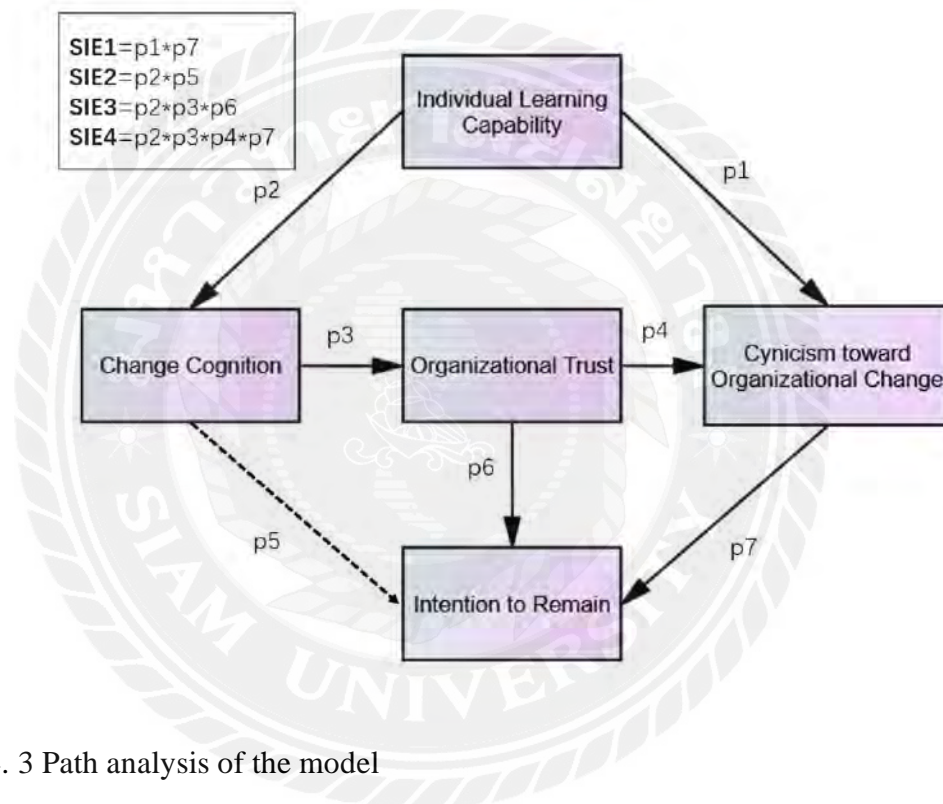 SIE1=p1*p7
SIE2=p2*p5
SIE3=p2*p3*p6
SIE4=p2*p3*p4*p7
Individual Learning
Capability
p2
p1
Change Cognition
p3
Organizational Trust
p4
Cynicism toward
Organizational Change
p6
p5
p7
Intention to Remain
SIAM UNIVERSITY
. 3 Path analysis of the model